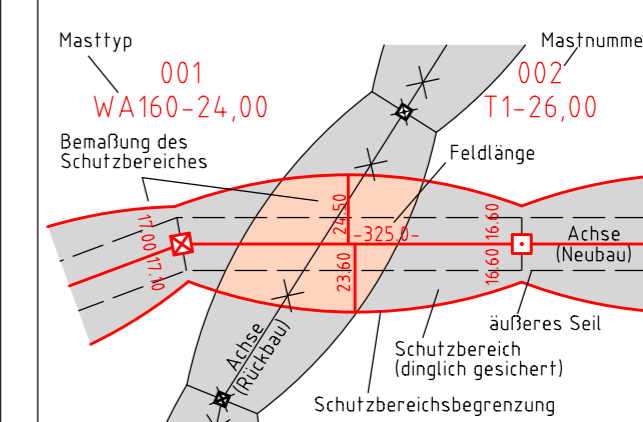 Masttyp
Mastnumme
001
WA160-24,00
002
T1-26,00
Bemaßung des
Schutzbereiches
Feldlänge
17.00
17.10
24.50
-325.0-
23.60
16.60
16.60
Achse
(Neubau)
äußeres Seil
Achse
(Rückbau)
Schutzbereich
(dinglich gesichert)
Schutzbereichsbegrenzung